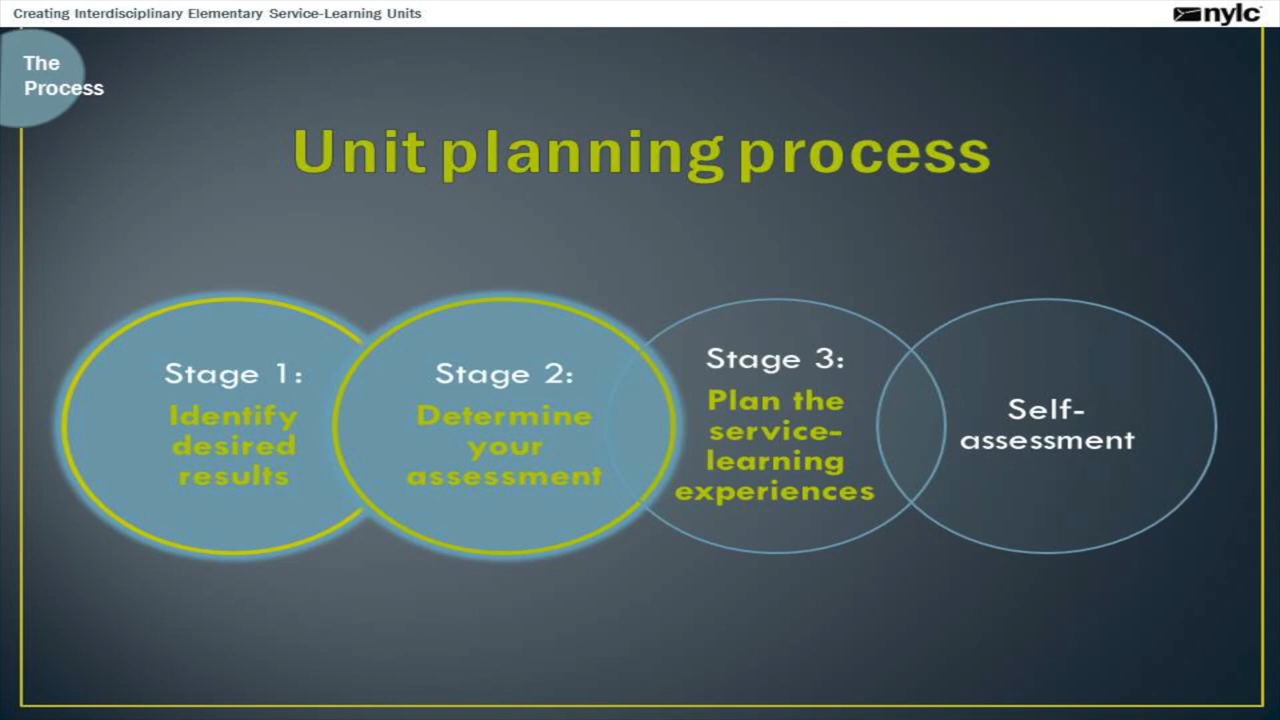 Creating Interdisciplinary Elementary Service-Learning Units
nylc
The
Process
Unit planning process
Stage 1:
Identify
desired
results
Stage 2:
Determine
your
assessment
Stage 3:
Plan the
service-
learning
experiences
Self-
assessment